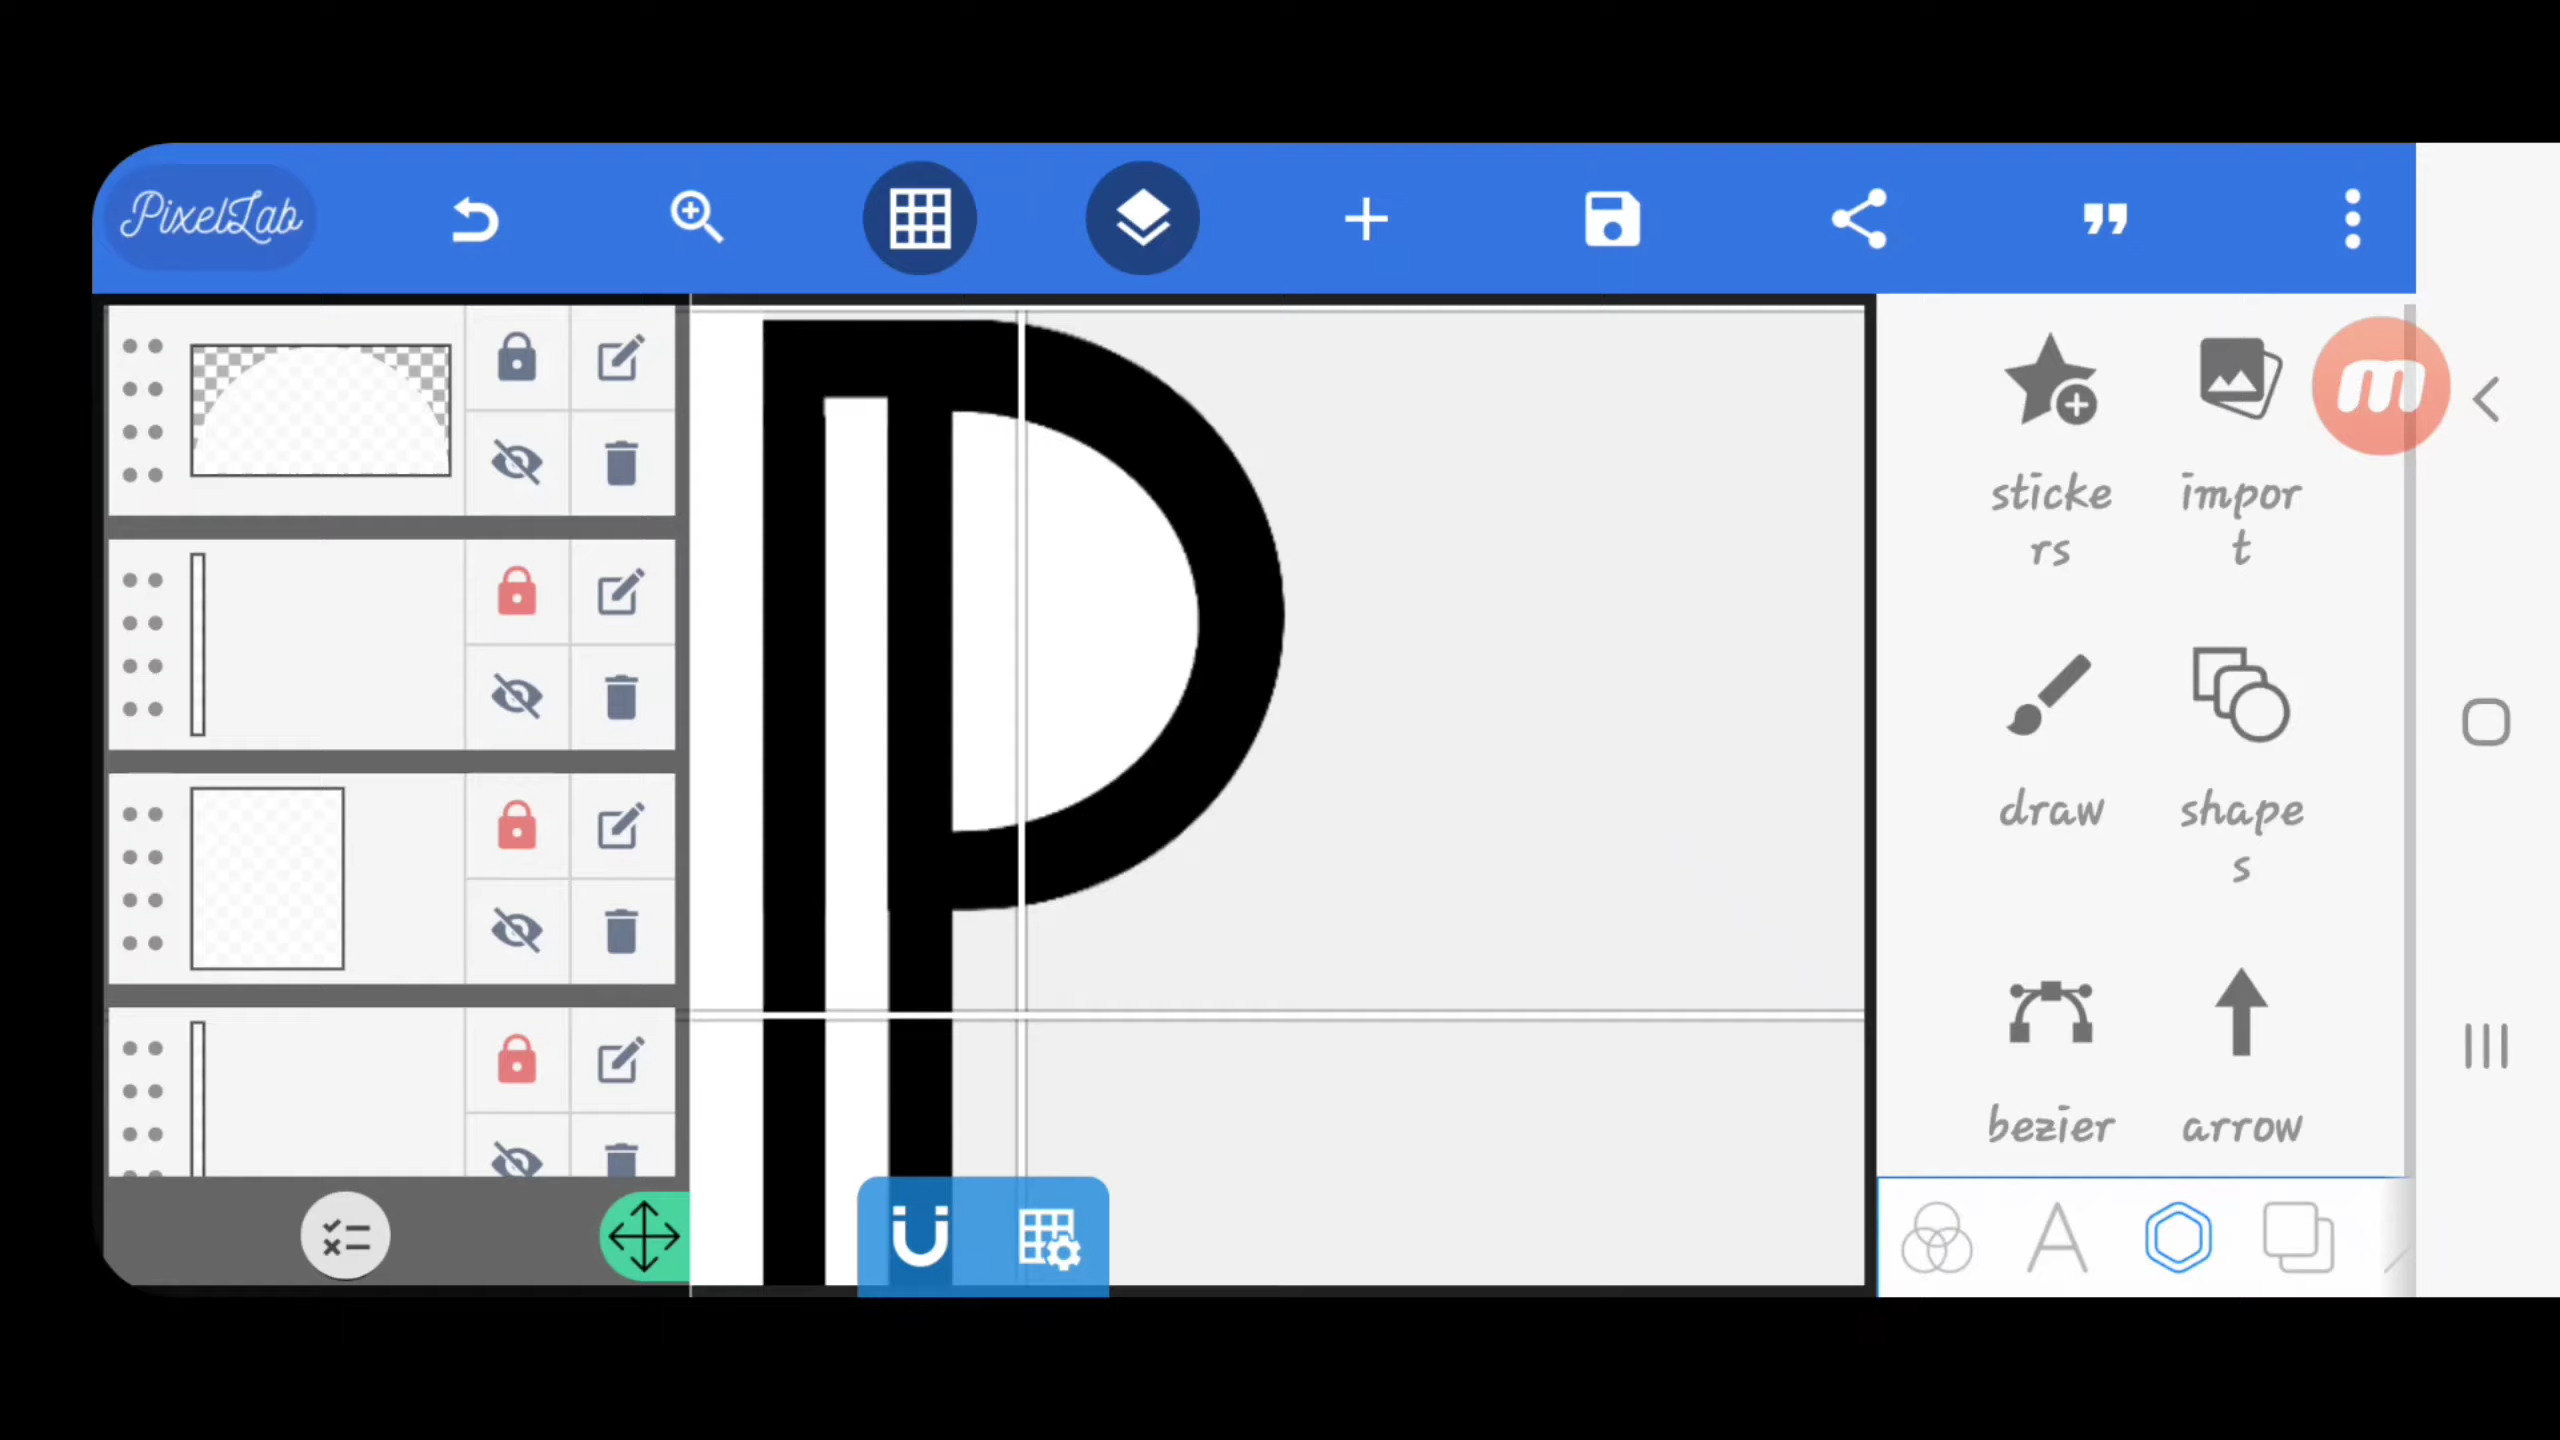 PixelLab
sticke
rs
impor
t
draw
shape
s
bezier
arrow
P
m